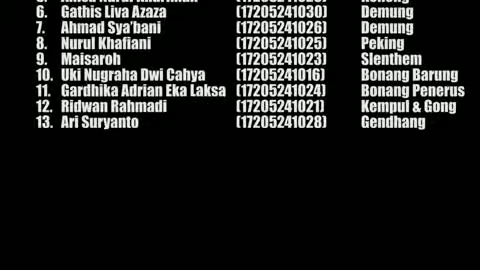 6. Gathis Liva Azaza (17205241030) Demung
7. Ahmad Sya'bani (17205241026) Demung
8. Nurul Khafiani (17205241025) Peking
9. Maisaroh (17205241023) Slenthem
10. Uki Nugraha Dwi Cahya (17205241016) Bonang Barung
11. Gardhika Adrian Eka Laksa (17205241024) Bonang Penerus
12. Ridwan Rahmadi (17205241021) Kempul & Gong
13. Ari Suryanto (17205241028) Gendhang